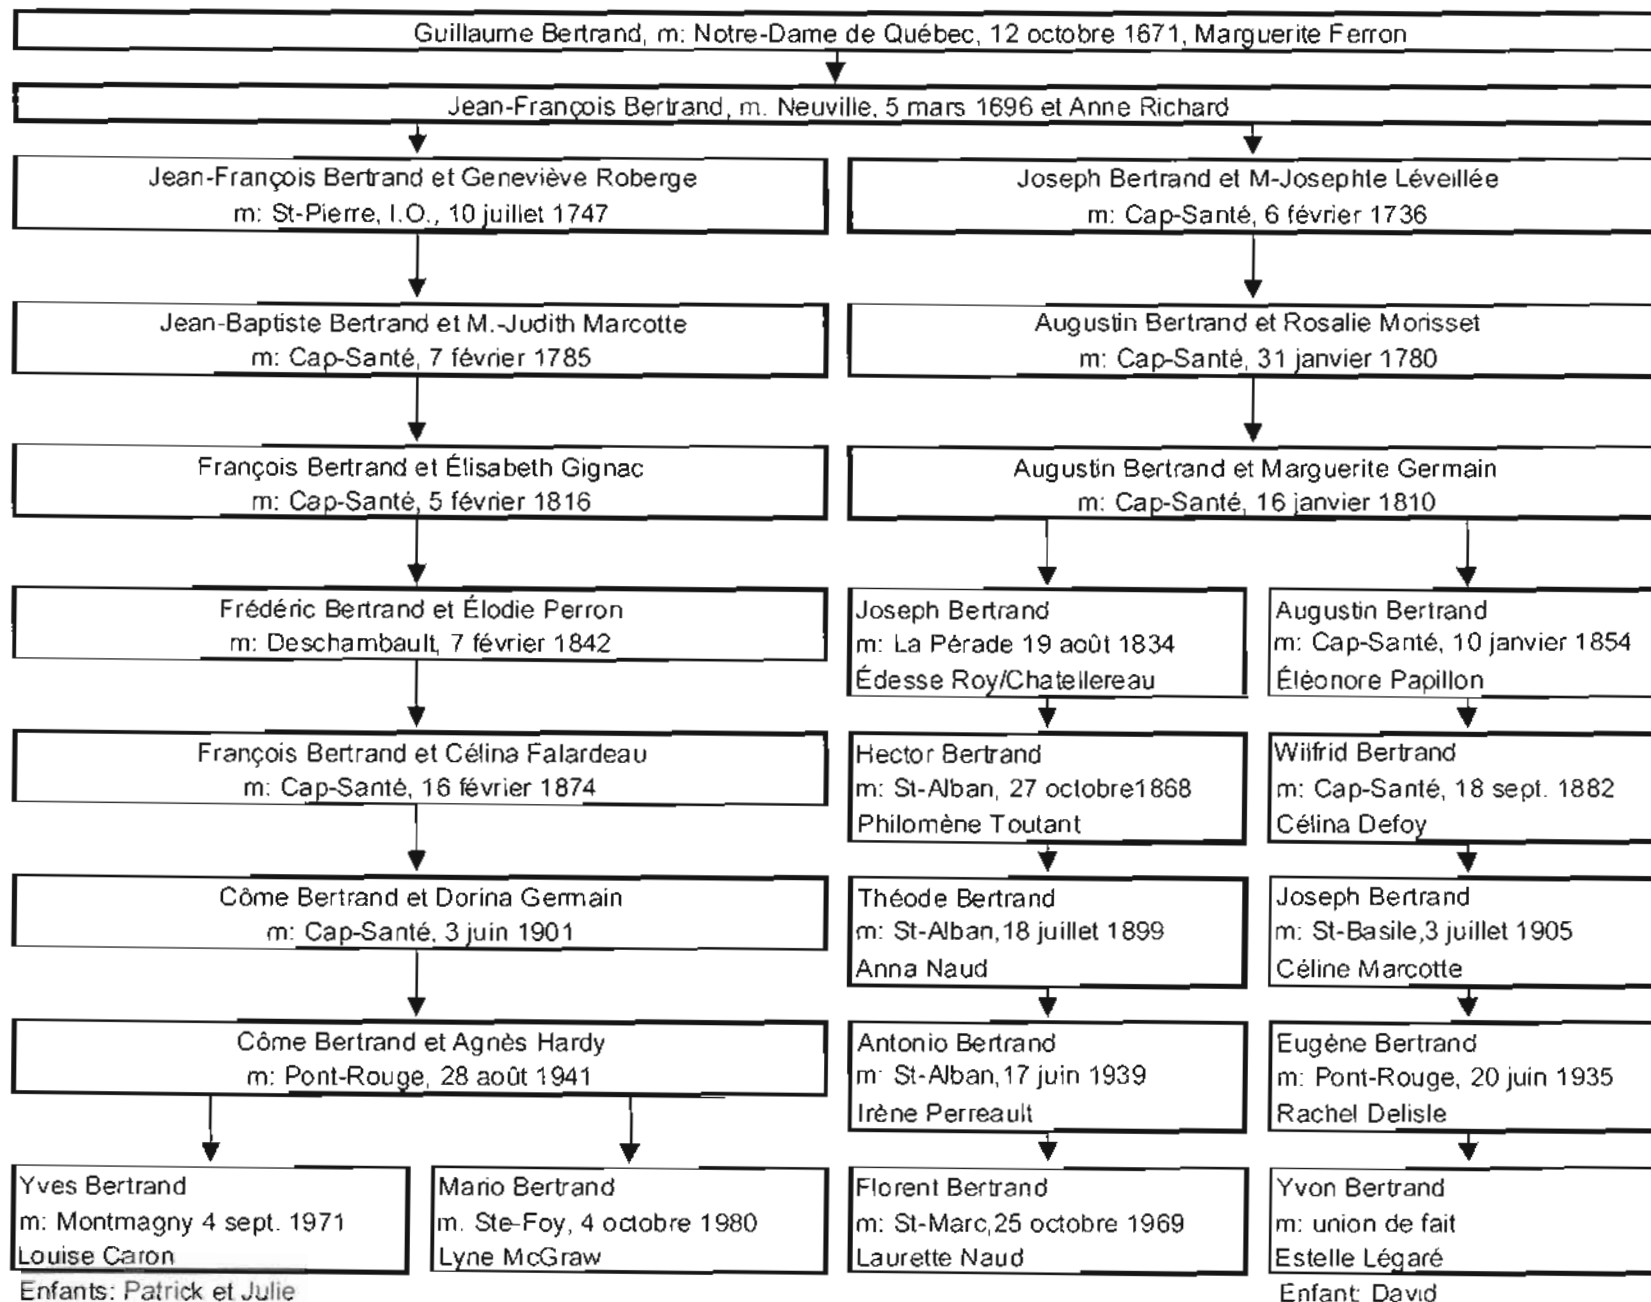 Guillaume Bertrand, m: Notre-Dame de Québec, 12 octobre 1671, Marguerite Ferron
Jean-François Bertrand, m. Neuville, 5 mars 1696 et Anne Richard
Jean-François Bertrand et Geneviève Roberge
m: St-Pierre, I.O., 10 juillet 1747
Joseph Bertrand et M-Josephte Léveillée
m: Cap-Santé, 6 février 1736
Jean-Baptiste Bertrand et M.-Judith Marcotte
m: Cap-Santé, 7 février 1785
Augustin Bertrand et Rosalie Morisset
m: Cap-Santé, 31 janvier 1780
François Bertrand et Élisabeth Gignac
m: Cap-Santé, 5 février 1816
Augustin Bertrand et Marguerite Germain
m: Cap-Santé, 16 janvier 1810
Frédéric Bertrand et Élodie Perron
m: Deschambault, 7 février 1842
Joseph Bertrand
m: La Pérade 19 août 1834
Édesse Roy/Chatellereau
Augustin Bertrand
m: Cap-Santé, 10 janvier 1854
Éléonore Papillon
François Bertrand et Célina Falardeau
m: Cap-Santé, 16 février 1874
Hector Bertrand
m: St-Alban, 27 octobre1868
Philomène Toutant
Wilfrid Bertrand
m: Cap-Santé, 18 sept. 1882
Célina Defoy
Côme Bertrand et Dorina Germain
m: Cap-Santé, 3 juin 1901
Théode Bertrand
m: St-Alban,18 juillet 1899
Anna Naud
Joseph Bertrand
m: St-Basile,3 juillet 1905
Céline Marcotte
Côme Bertrand et Agnès Hardy
m: Pont-Rouge, 28 août 1941
Antonio Bertrand
m: St-Alban,17 juin 1939
Irène Perreault
Eugène Bertrand
m: Pont-Rouge, 20 juin 1935
Rachel Delisle
Yves Bertrand
m: Montmagny 4 sept. 1971
Louise Caron
Enfants: Patrick et Julie
Mario Bertrand
m. Ste-Foy, 4 octobre 1980
Lyne McGraw
Florent Bertrand
m: St-Marc,25 octobre 1969
Laurette Naud
Yvon Bertrand
m: union de fait
Estelle Légaré
Enfant: David